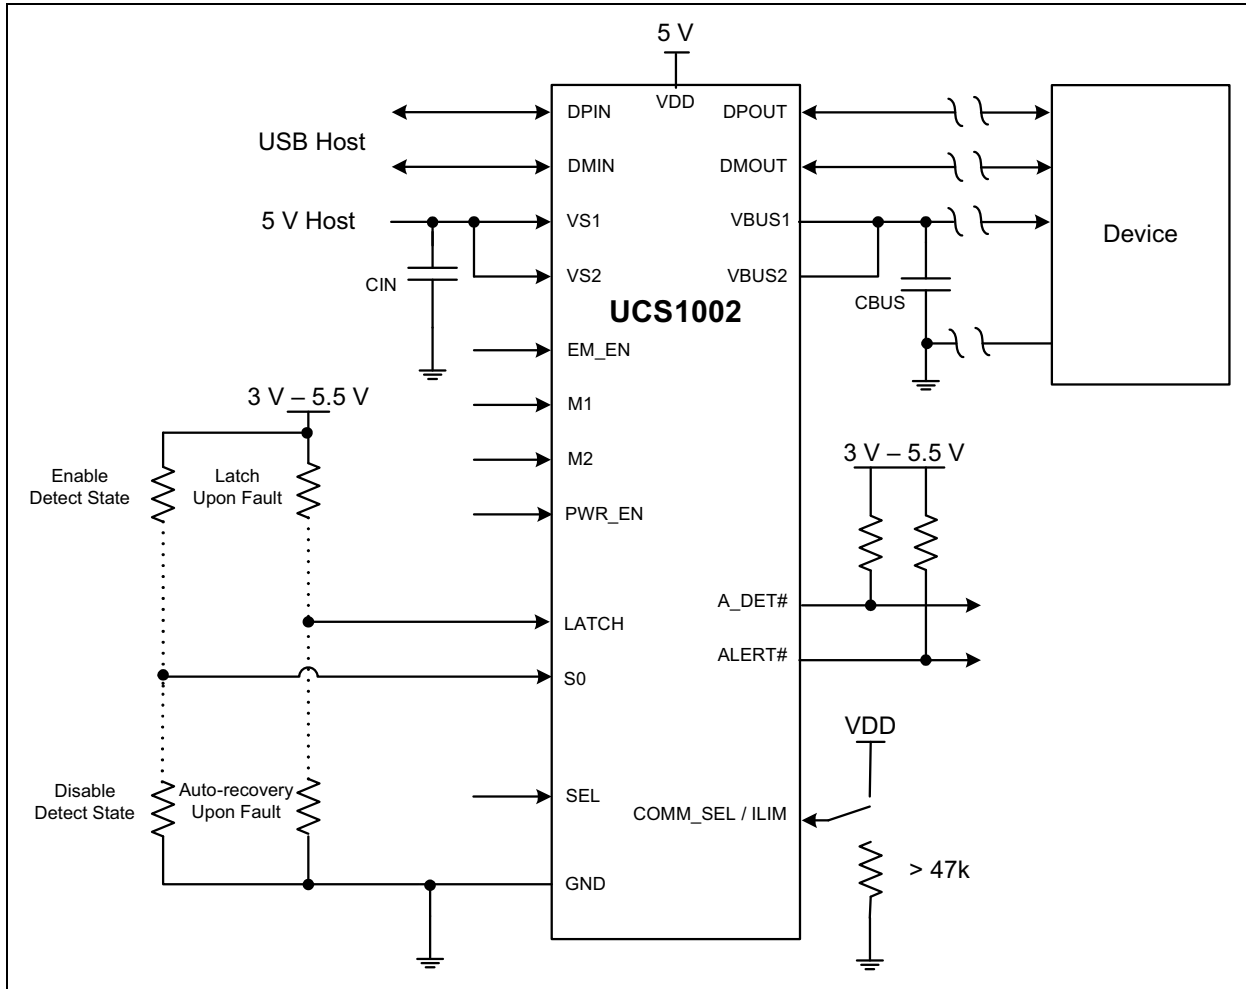 5 V
VDD
DPIN
DPOUT
USB Host
DMIN
DMOUT
5 V Host
VS1
VBUS1
Device
CIN
VS2
VBUS2
CBUS
UCS1002
EM_EN
3 V – 5.5 V
M1
Enable
Detect State
Latch
Upon Fault
M2
3 V – 5.5 V
PWR_EN
A_DET#
LATCH
ALERT#
S0
VDD
Disable
Detect State
Auto-recovery
Upon Fault
SEL
COMM_SEL / ILIM
> 47k
GND